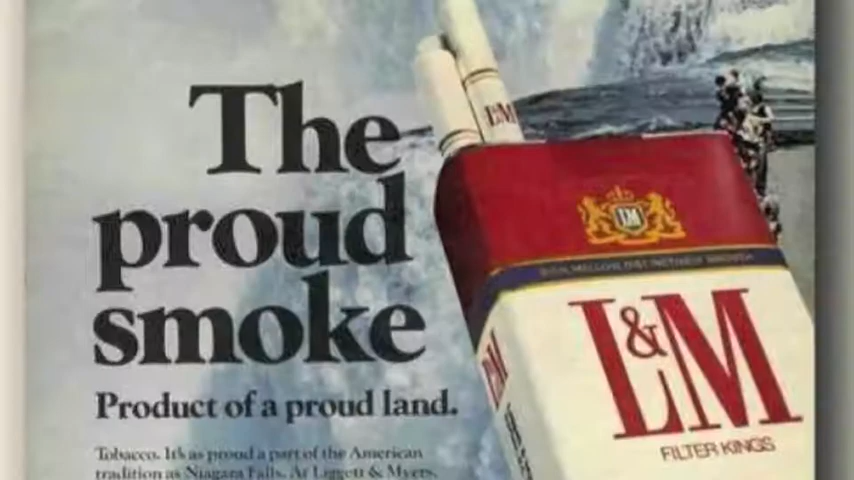 The
proud
smoke
Product of a proud land.
Tobacco. It's as proud a part of the American
tradition as Niagara Falls. At Liggett & Myers,
L&M
L&M
L&M
L&M
FILTER KINGS